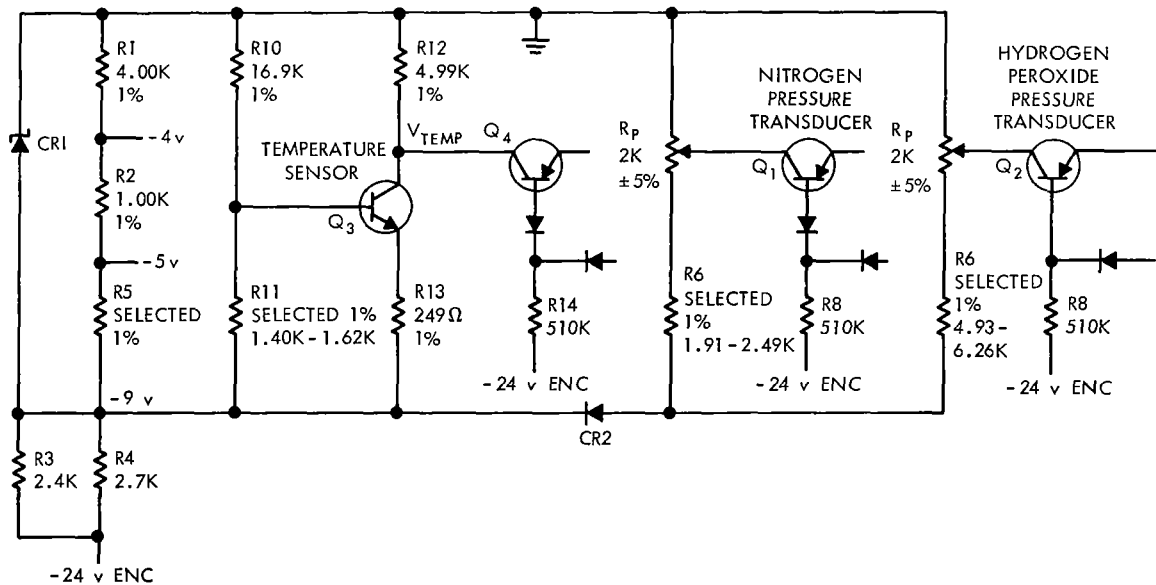 R1
4.00K
1%
-4 v
R2
1.00K
1%
-5 v
R5
SELECTED
1%
CR1
-9 v
R3
2.4K
R4
2.7K
-24 v ENC
R10
16.9K
1%
TEMPERATURE
SENSOR
Q3
R11
SELECTED 1%
1.40K-1.62K
R12
4.99K
1%
VTEMP
R13
249Ω
1%
Q4
R14
510K
-24 v ENC
CR2
RP
2K
±5%
NITROGEN
PRESSURE
TRANSDUCER
Q1
R6
SELECTED
1%
1.91-2.49K
R8
510K
-24 v ENC
RP
2K
±5%
HYDROGEN
PEROXIDE
PRESSURE
TRANSDUCER
Q2
R6
SELECTED
1%
4.93-
6.26K
R8
510K
-24 v ENC